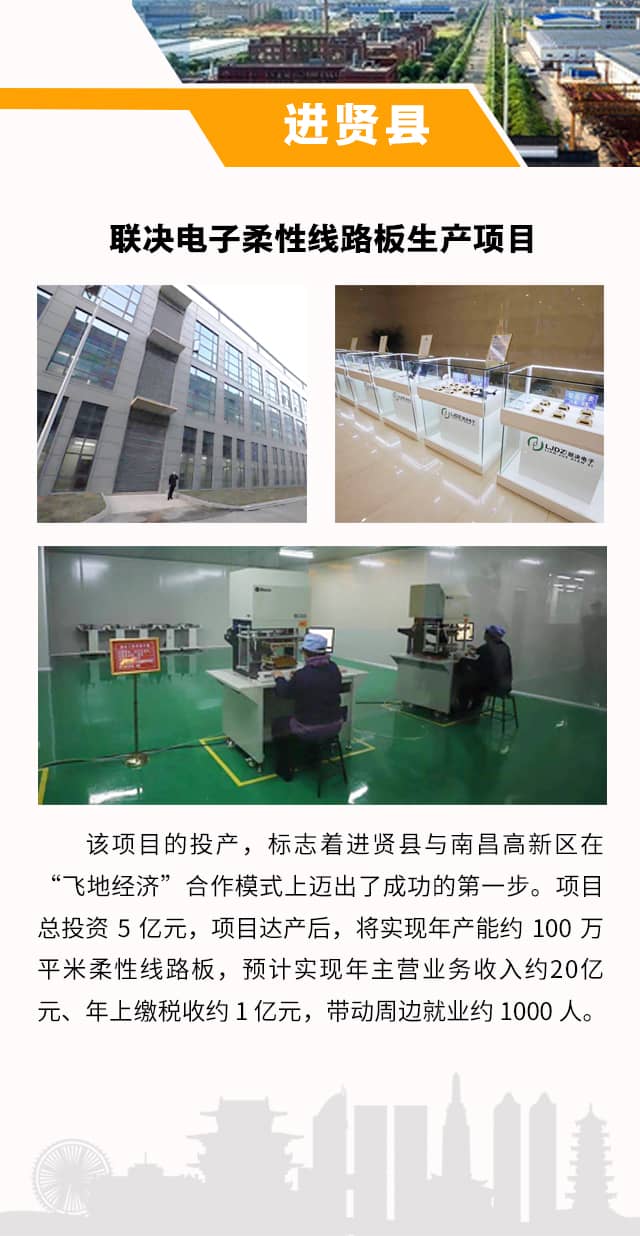 进贤县
联决电子柔性线路板生产项目
LJDZ联决电子
该项目的投产，标志着进贤县与南昌高新区在
“飞地经济”合作模式上迈出了成功的第一步。项目
总投资 5 亿元，项目达产后，将实现年产能约 100 万
平米柔性线路板，预计实现年主营业务收入约20亿
元、年上缴税收约 1 亿元，带动周边就业约 1000 人。